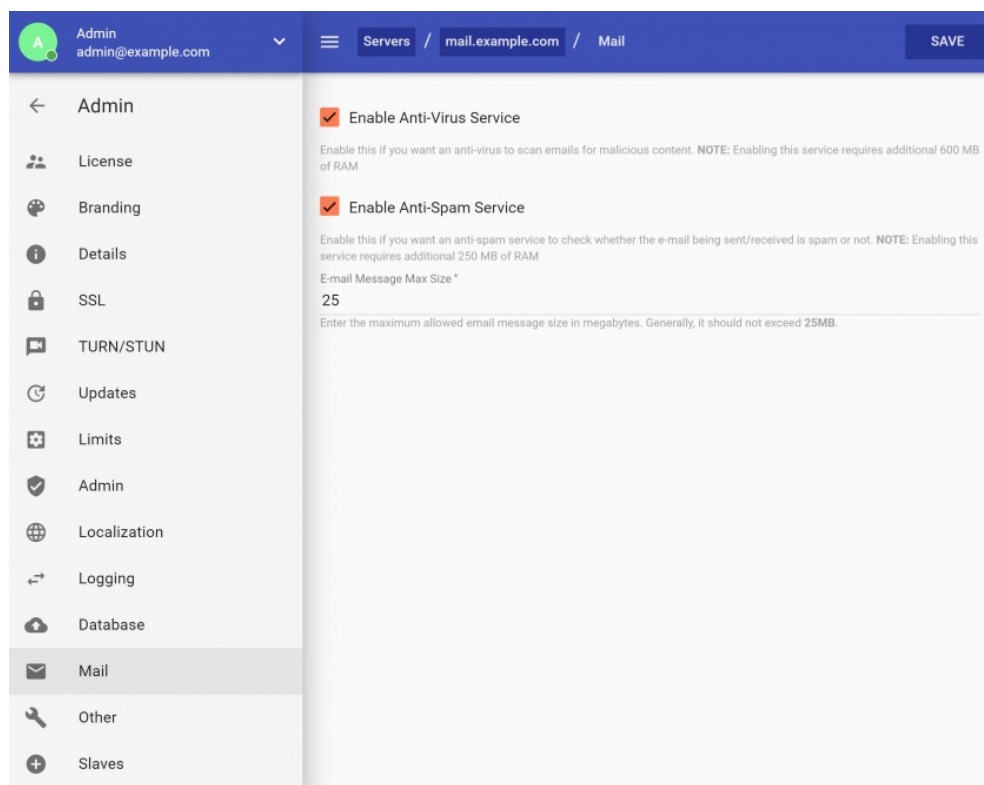 A
Admin
admin@example.com
Servers / mail.example.com / Mail
SAVE
Admin
License
Branding
Details
SSL
TURN/STUN
Updates
Limits
Admin
Localization
Logging
Database
Mail
Other
Slaves
Enable Anti-Virus Service
Enable this if you want an anti-virus to scan emails for malicious content. NOTE: Enabling this service requires additional 600 MB
of RAM
Enable Anti-Spam Service
Enable this if you want an anti-spam service to check whether the e-mail being sent/received is spam or not. NOTE: Enabling this
service requires additional 250 MB of RAM
E-mail Message Max Size *
25
Enter the maximum allowed email message size in megabytes. Generally, it should not exceed 25MB.